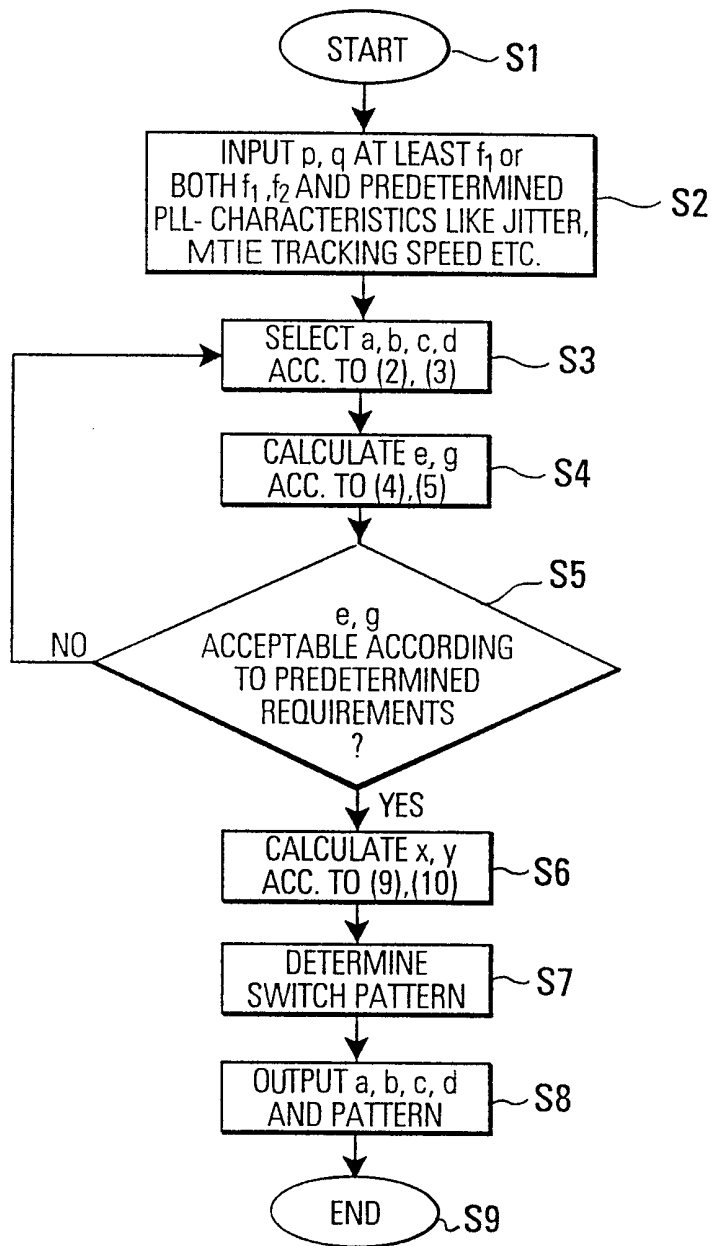 START
S1
INPUT p, q AT LEAST f₁ or
BOTH f₁ ,f₂ AND PREDETERMINED
PLL- CHARACTERISTICS LIKE JITTER,
MTIE TRACKING SPEED ETC.
S2
SELECT a, b, c, d
ACC. TO (2), (3)
S3
CALCULATE e, g
ACC. TO (4),(5)
S4
S5
e, g
ACCEPTABLE ACCORDING
TO PREDETERMINED
REQUIREMENTS
?
NO
YES
CALCULATE x, y
ACC. TO (9),(10)
S6
DETERMINE
SWITCH PATTERN
S7
OUTPUT a, b, c, d
AND PATTERN
S8
END
S9